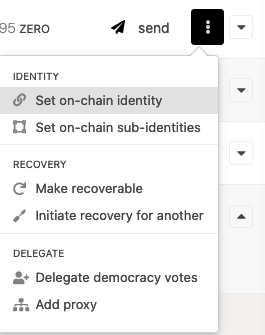 95 ZERO
send
IDENTITY
Set on-chain identity
Set on-chain sub-identities
RECOVERY
Make recoverable
Initiate recovery for another
DELEGATE
Delegate democracy votes
Add proxy